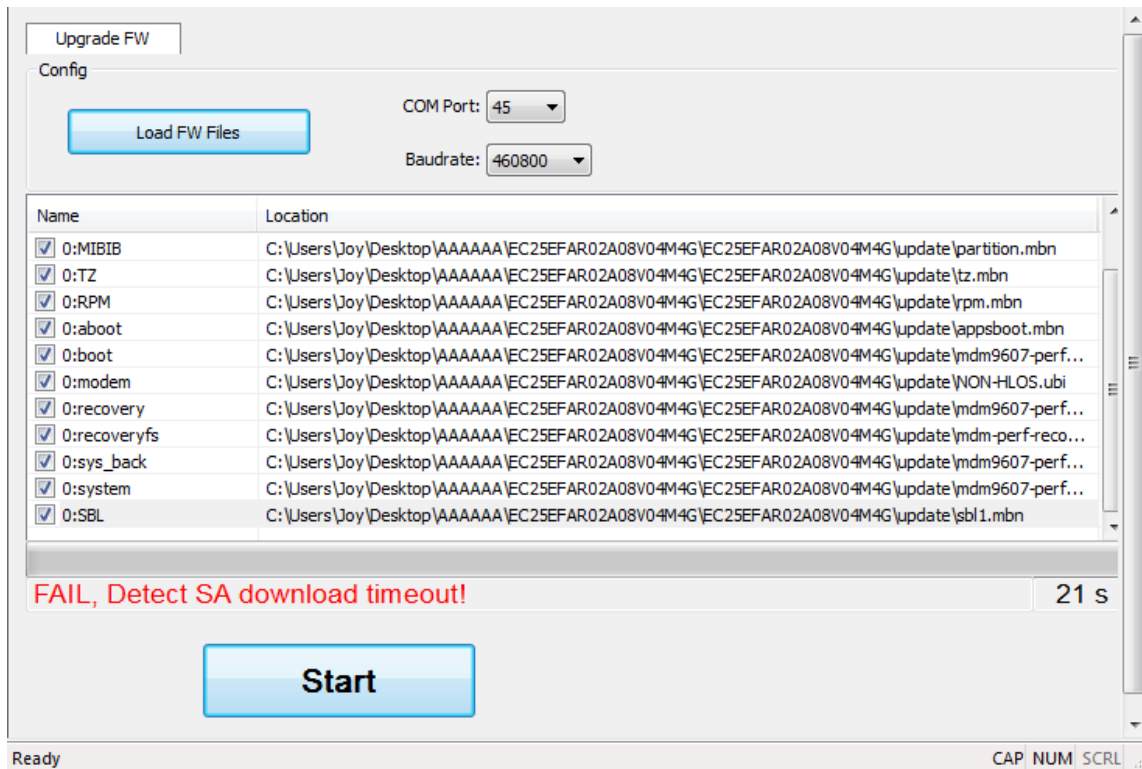 Upgrade FW
Config
Load FW Files
COM Port: 45
Baudrate: 460800
Name Location
0:MIBIB C:\Users\Joy\Desktop\AAAAAA\EC25EFAR02A08V04M4G\EC25EFAR02A08V04M4G\update\partition.mbn
0:TZ C:\Users\Joy\Desktop\AAAAAA\EC25EFAR02A08V04M4G\EC25EFAR02A08V04M4G\update\tz.mbn
0:RPM C:\Users\Joy\Desktop\AAAAAA\EC25EFAR02A08V04M4G\EC25EFAR02A08V04M4G\update\rpm.mbn
0:aboot C:\Users\Joy\Desktop\AAAAAA\EC25EFAR02A08V04M4G\EC25EFAR02A08V04M4G\update\appsboot.mbn
0:boot C:\Users\Joy\Desktop\AAAAAA\EC25EFAR02A08V04M4G\EC25EFAR02A08V04M4G\update\mdm9607-perf...
0:modem C:\Users\Joy\Desktop\AAAAAA\EC25EFAR02A08V04M4G\EC25EFAR02A08V04M4G\update\NON-HLOS.ubi
0:recovery C:\Users\Joy\Desktop\AAAAAA\EC25EFAR02A08V04M4G\EC25EFAR02A08V04M4G\update\mdm9607-perf...
0:recoveryfs C:\Users\Joy\Desktop\AAAAAA\EC25EFAR02A08V04M4G\EC25EFAR02A08V04M4G\update\mdm-perf-reco...
0:sys_back C:\Users\Joy\Desktop\AAAAAA\EC25EFAR02A08V04M4G\EC25EFAR02A08V04M4G\update\mdm9607-perf...
0:system C:\Users\Joy\Desktop\AAAAAA\EC25EFAR02A08V04M4G\EC25EFAR02A08V04M4G\update\mdm9607-perf...
0:SBL C:\Users\Joy\Desktop\AAAAAA\EC25EFAR02A08V04M4G\EC25EFAR02A08V04M4G\update\sbl1.mbn
FAIL, Detect SA download timeout! 21 s
Start
Ready CAP NUM SCRL